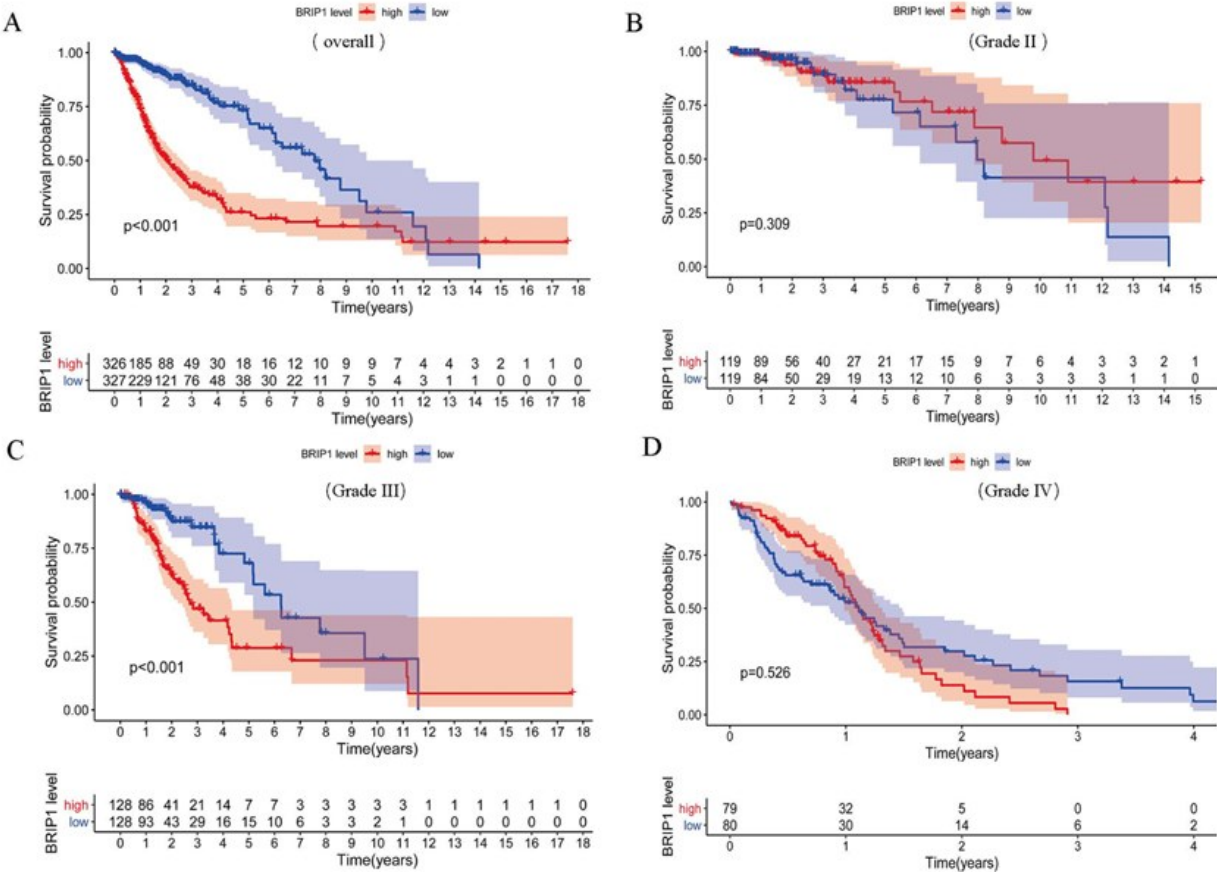 A
BRIP1 level high low
( overall )
Survival probability
1.00
0.75
0.50
0.25
0.00
p<0.001
0 1 2 3 4 5 6 7 8 9 10 11 12 13 14 15 16 17 18
Time(years)
BRIP1 level
high 326 185 88 49 30 18 16 12 10 9 9 7 4 4 3 2 1 1 0
low 327 229 121 76 48 38 30 22 11 7 5 4 3 1 1 0 0 0 0
0 1 2 3 4 5 6 7 8 9 10 11 12 13 14 15 16 17 18
Time(years)
B
BRIP1 level high low
(Grade II )
Survival probability
1.00
0.75
0.50
0.25
0.00
p=0.309
0 1 2 3 4 5 6 7 8 9 10 11 12 13 14 15
Time(years)
BRIP1 level
high 119 89 56 40 27 21 17 15 9 7 6 4 3 3 2 1
low 119 84 50 29 19 13 12 10 6 3 3 3 3 1 1 0
0 1 2 3 4 5 6 7 8 9 10 11 12 13 14 15
Time(years)
C
BRIP1 level high low
(Grade III)
Survival probability
1.00
0.75
0.50
0.25
0.00
p<0.001
0 1 2 3 4 5 6 7 8 9 10 11 12 13 14 15 16 17 18
Time(years)
BRIP1 level
high 128 86 41 21 14 7 7 3 3 3 3 3 1 1 1 1 1 1 0
low 128 93 43 29 16 15 10 6 3 3 2 1 0 0 0 0 0 0 0
0 1 2 3 4 5 6 7 8 9 10 11 12 13 14 15 16 17 18
Time(years)
D
BRIP1 level high low
(Grade IV)
Survival probability
1.00
0.75
0.50
0.25
0.00
p=0.526
0 1 2 3 4
Time(years)
BRIP1 level
high 79 32 5 0 0
low 80 30 14 6 2
0 1 2 3 4
Time(years)